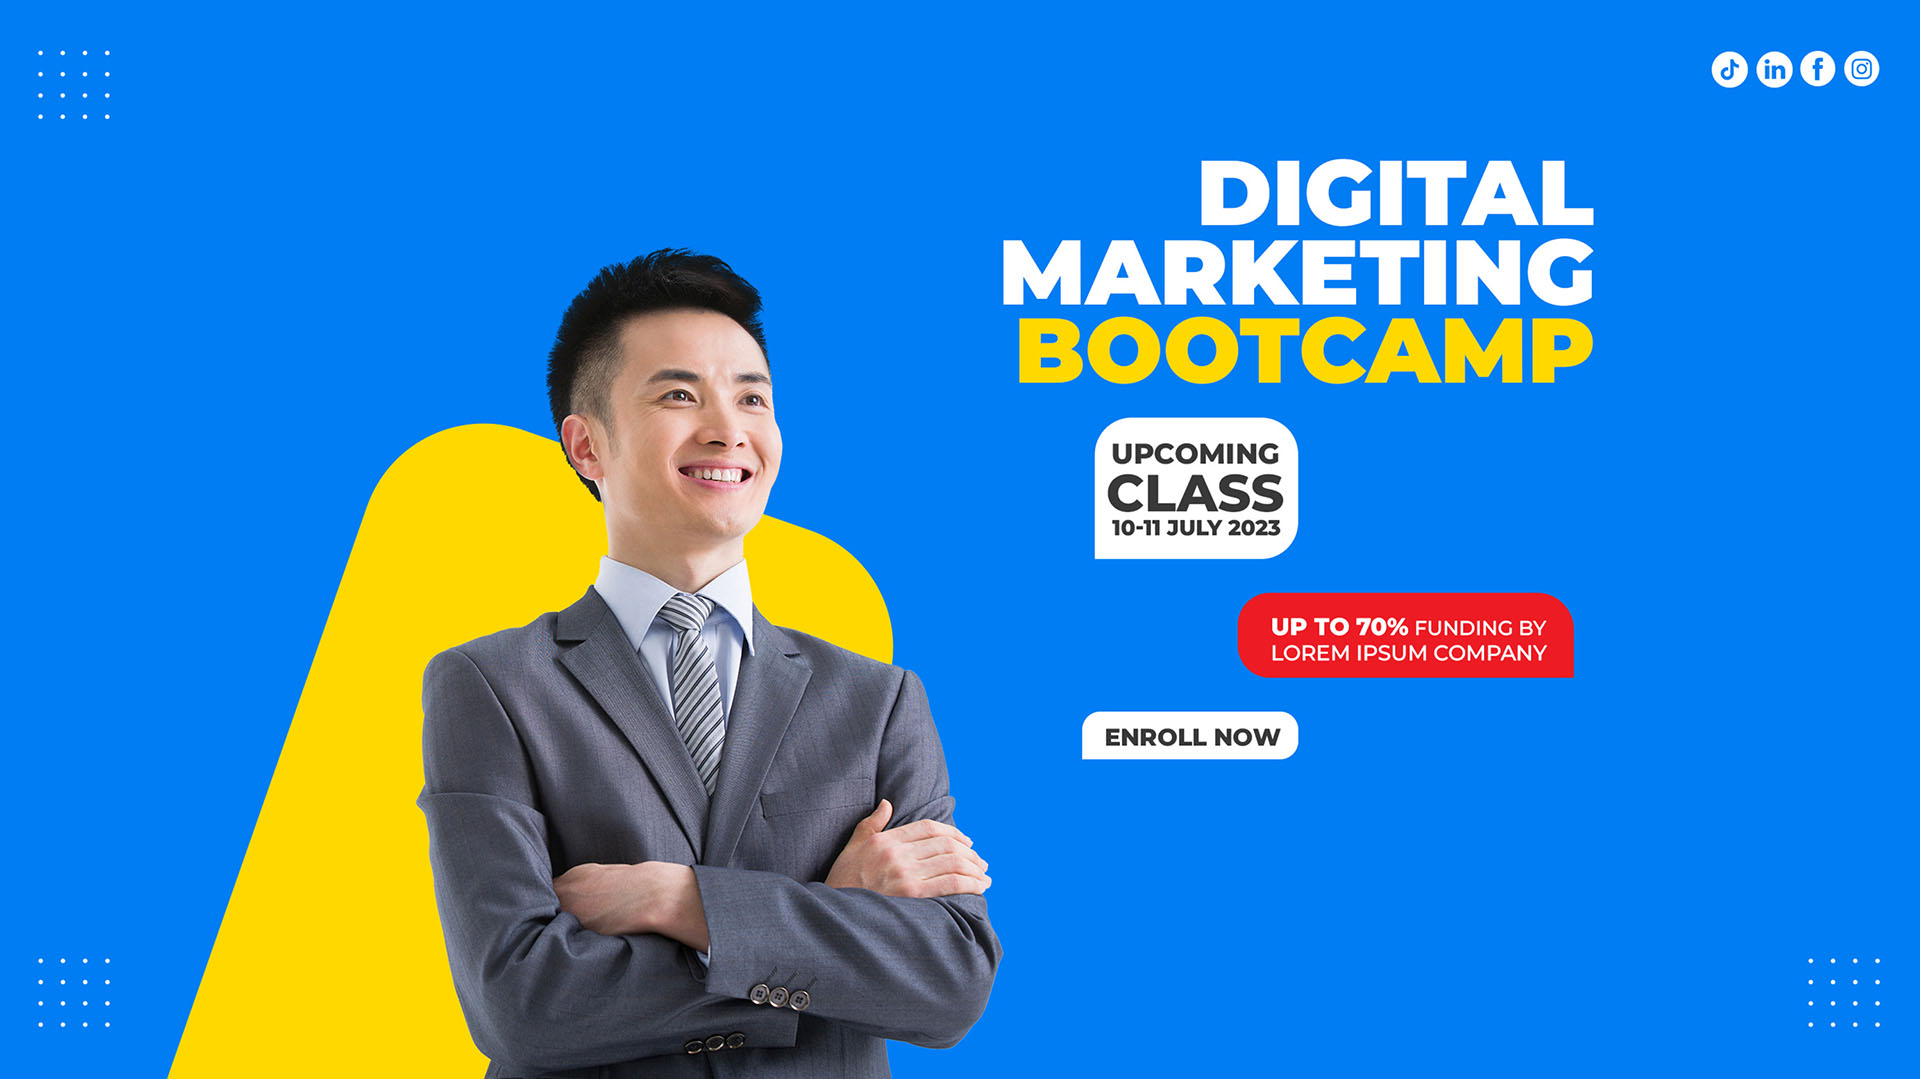 DIGITAL
MARKETING
BOOTCAMP
UPCOMING
CLASS
10-11 JULY 2023
UP TO 70% FUNDING BY
LOREM IPSUM COMPANY
ENROLL NOW